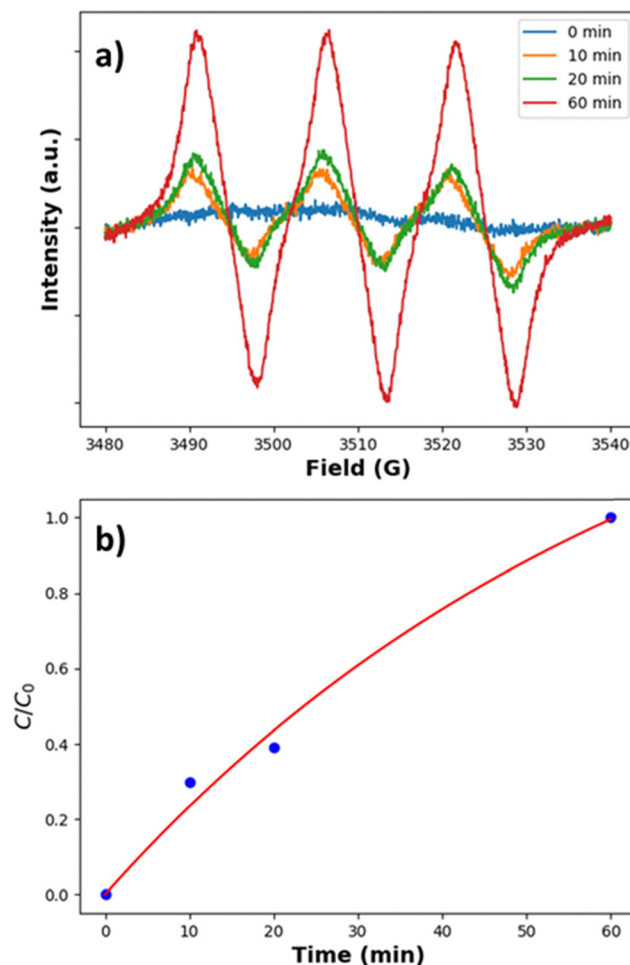 a)
0 min
10 min
20 min
60 min
Intensity (a.u.)
3480 3490 3500 3510 3520 3530 3540
Field (G)
b)
1.0
0.8
0.6
0.4
0.2
0.0
C/C0
0 10 20 30 40 50 60
Time (min)